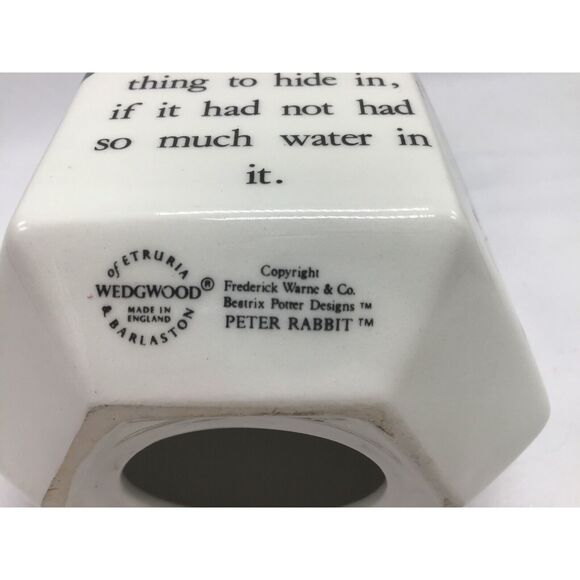 thing to hide in,
if it had not had
so much water in
it.
of ETRURIA
WEDGWOOD®
MADE IN
ENGLAND
& BARLASTON
Copyright
Frederick Warne & Co.
Beatrix Potter Designs ™
PETER RABBIT ™